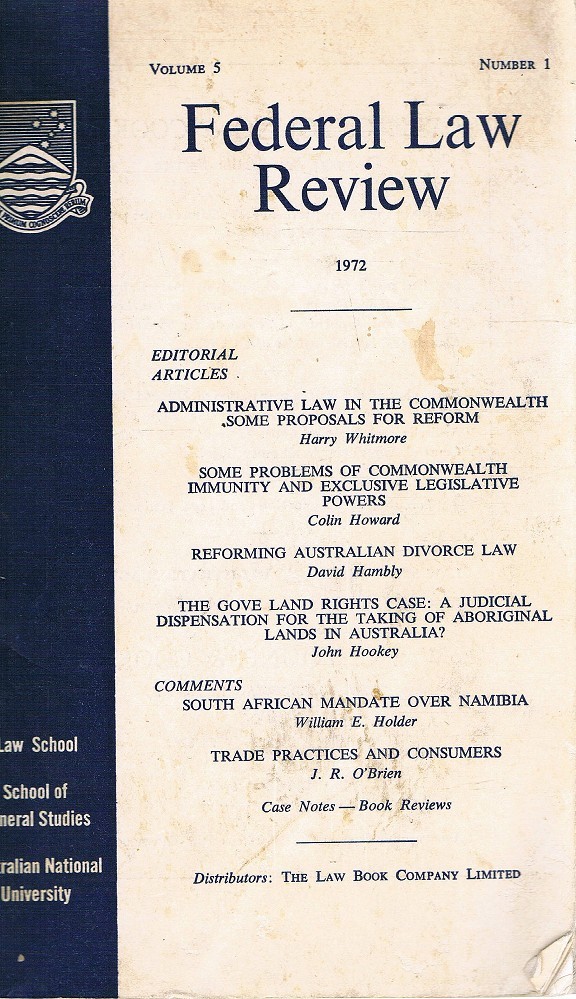 VOLUME 5 NUMBER 1
Federal Law
Review
1972
EDITORIAL
ARTICLES
ADMINISTRATIVE LAW IN THE COMMONWEALTH
SOME PROPOSALS FOR REFORM
Harry Whitmore
SOME PROBLEMS OF COMMONWEALTH
IMMUNITY AND EXCLUSIVE LEGISLATIVE
POWERS
Colin Howard
REFORMING AUSTRALIAN DIVORCE LAW
David Hambly
THE GOVE LAND RIGHTS CASE: A JUDICIAL
DISPENSATION FOR THE TAKING OF ABORIGINAL
LANDS IN AUSTRALIA?
John Hookey
COMMENTS
SOUTH AFRICAN MANDATE OVER NAMIBIA
William E. Holder
TRADE PRACTICES AND CONSUMERS
J. R. O'Brien
Case Notes — Book Reviews
Distributors: THE LAW BOOK COMPANY LIMITED
PRIMUM COGNOSCERE RERUM
Law School
School of
neral Studies
ralian National
University